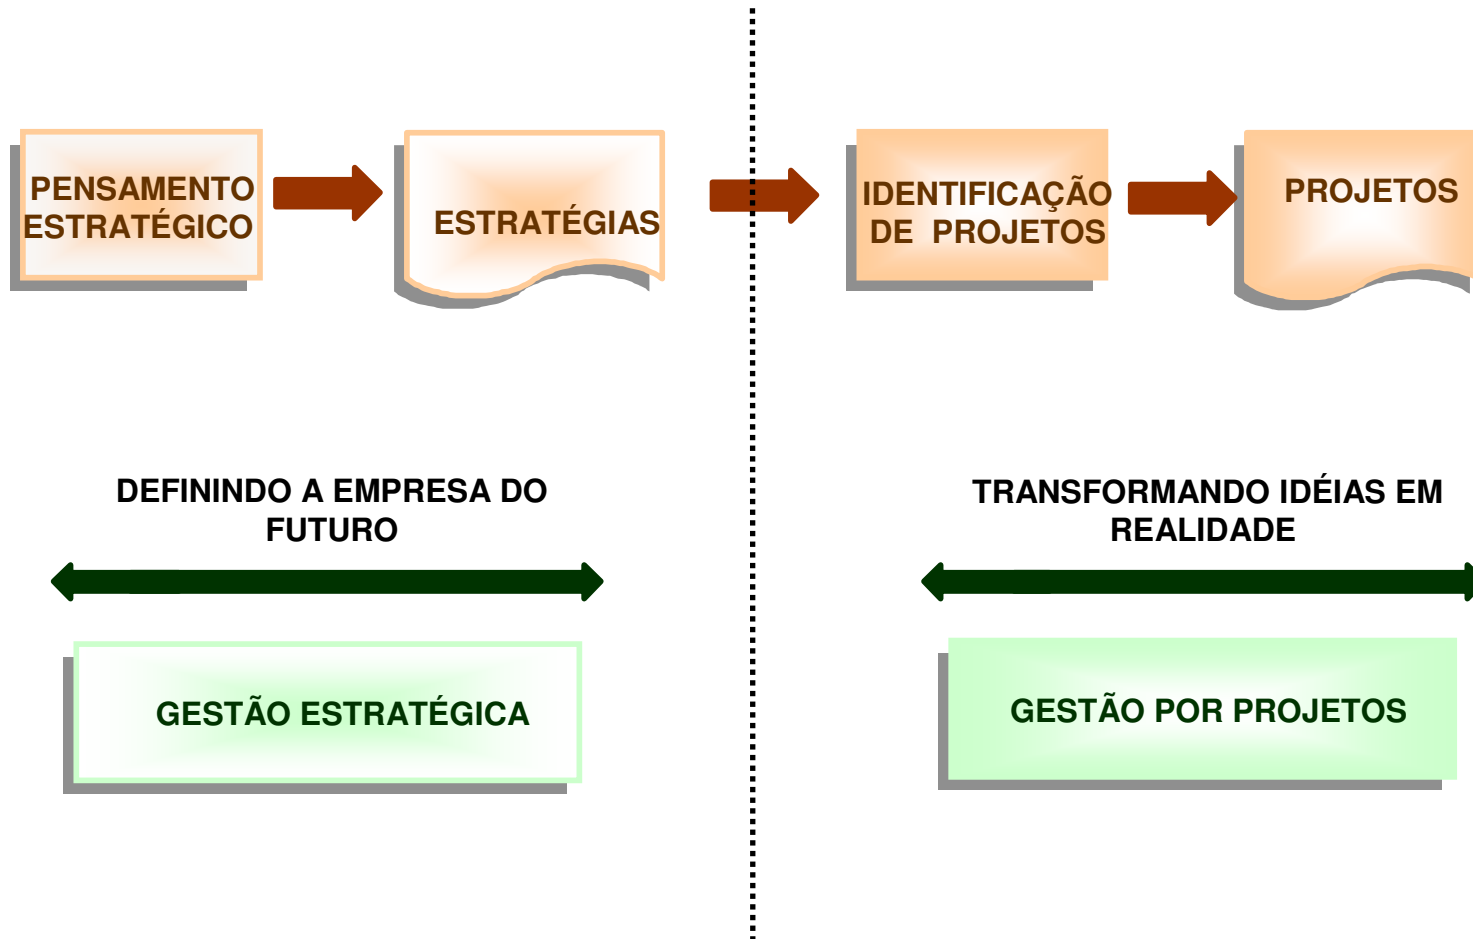 PENSAMENTO
ESTRATÉGICO
ESTRATÉGIAS
IDENTIFICAÇÃO
DE PROJETOS
PROJETOS
DEFININDO A EMPRESA DO
FUTURO
TRANSFORMANDO IDÉIAS EM
REALIDADE
GESTÃO ESTRATÉGICA
GESTÃO POR PROJETOS